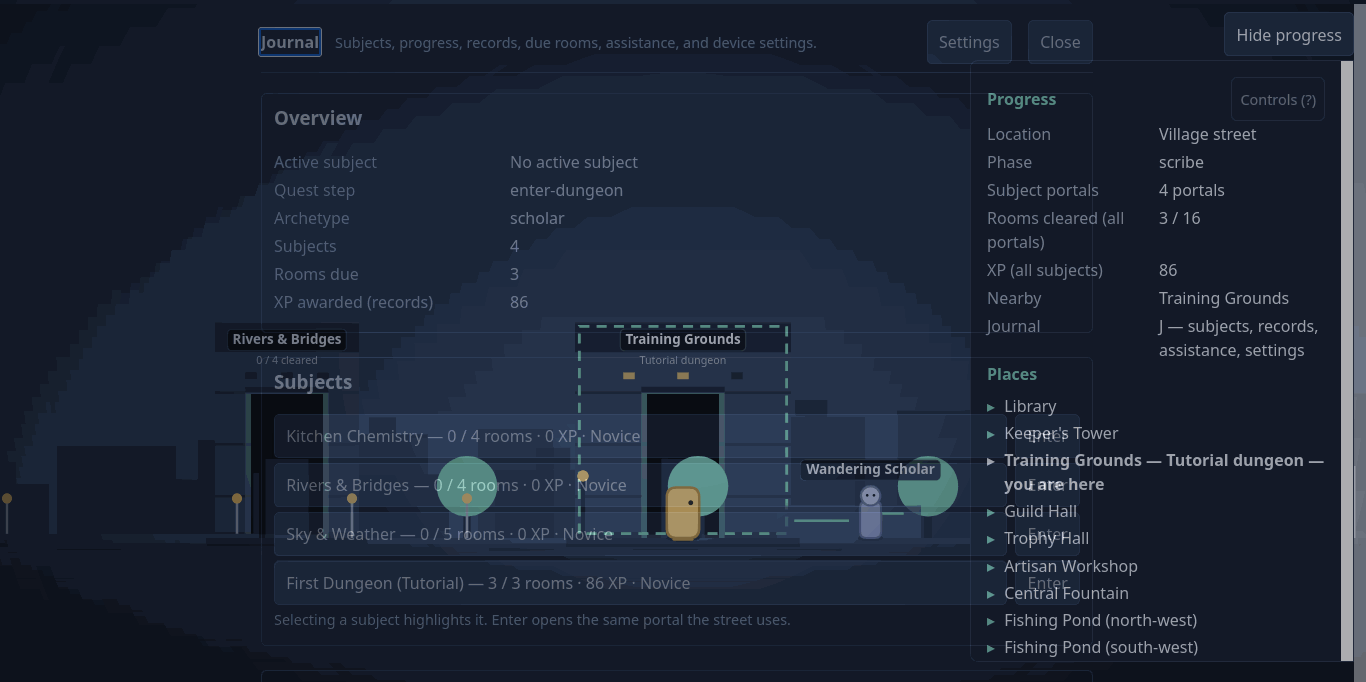 Journal
Subjects, progress, records, due rooms, assistance, and device settings.
Settings
Close
Hide progress
Overview
Active subject No active subject
Quest step enter-dungeon
Archetype scholar
Subjects 4
Rooms due 3
XP awarded (records) 86
Rivers & Bridges
0 / 4 cleared
Training Grounds
Tutorial dungeon
Wandering Scholar
Subjects
Kitchen Chemistry — 0 / 4 rooms · 0 XP · Novice
Enter
Rivers & Bridges — 0 / 4 rooms · 0 XP · Novice
Enter
Sky & Weather — 0 / 5 rooms · 0 XP · Novice
Enter
First Dungeon (Tutorial) — 3 / 3 rooms · 86 XP · Novice
Enter
Selecting a subject highlights it. Enter opens the same portal the street uses.
Progress
Controls (?)
Location Village street
Phase scribe
Subject portals 4 portals
Rooms cleared (all 3 / 16
portals)
XP (all subjects) 86
Nearby Training Grounds
Journal J — subjects, records,
assistance, settings
Places
▸ Library
▸ Keeper's Tower
▸ Training Grounds — Tutorial dungeon —
you are here
▸ Guild Hall
▸ Trophy Hall
▸ Artisan Workshop
▸ Central Fountain
▸ Fishing Pond (north-west)
▸ Fishing Pond (south-west)